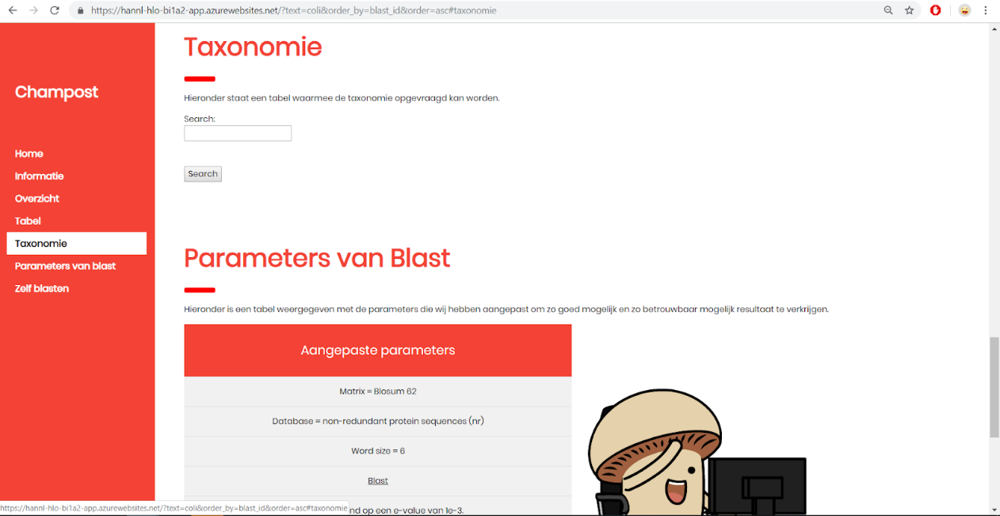 https://hannl-hlo-bi1a2-app.azurewebsites.net/?text=coli&order_by=blast_id&order=asc#taxonomie
Champost
Home
Informatie
Overzicht
Tabel
Taxonomie
Parameters van blast
Zelf blasten
Taxonomie
Hieronder staat een tabel waarmee de taxonomie opgevraagd kan worden.
Search:
Search
Parameters van Blast
Hieronder is een tabel weergegeven met de parameters die wij hebben aangepast om zo goed mogelijk en zo betrouwbaar mogelijk resultaat te verkrijgen.
Aangepaste parameters
Matrix = Blosum 62
Database = non-redundant protein sequences (nr)
Word size = 6
Blast
nd op een e-value van 1e-3.
https://hannl-hlo-bi1a2-app.azurewebsites.net/?text=coli&order_by=blast_id&order=asc#taxonomie